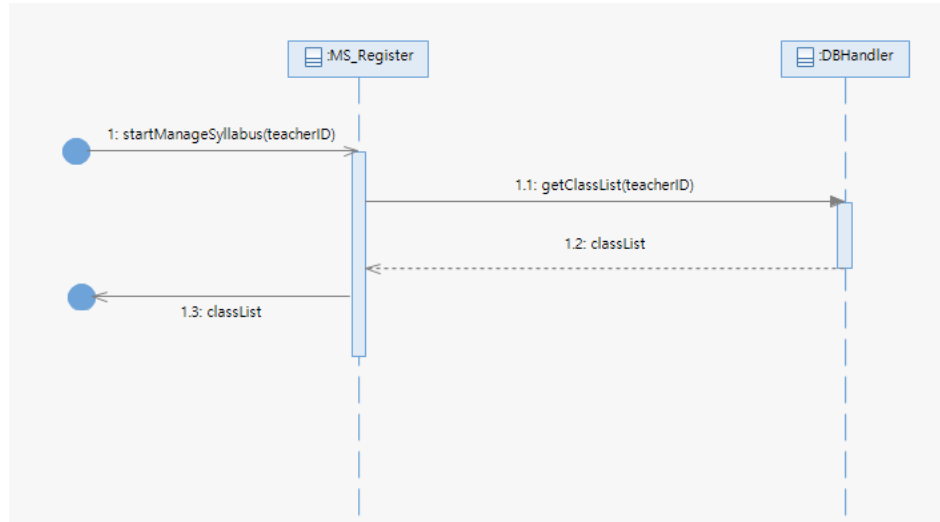 :MS_Register
:DBHandler
1: startManageSyllabus(teacherID)
1.1: getClassList(teacherID)
1.2: classList
1.3: classList